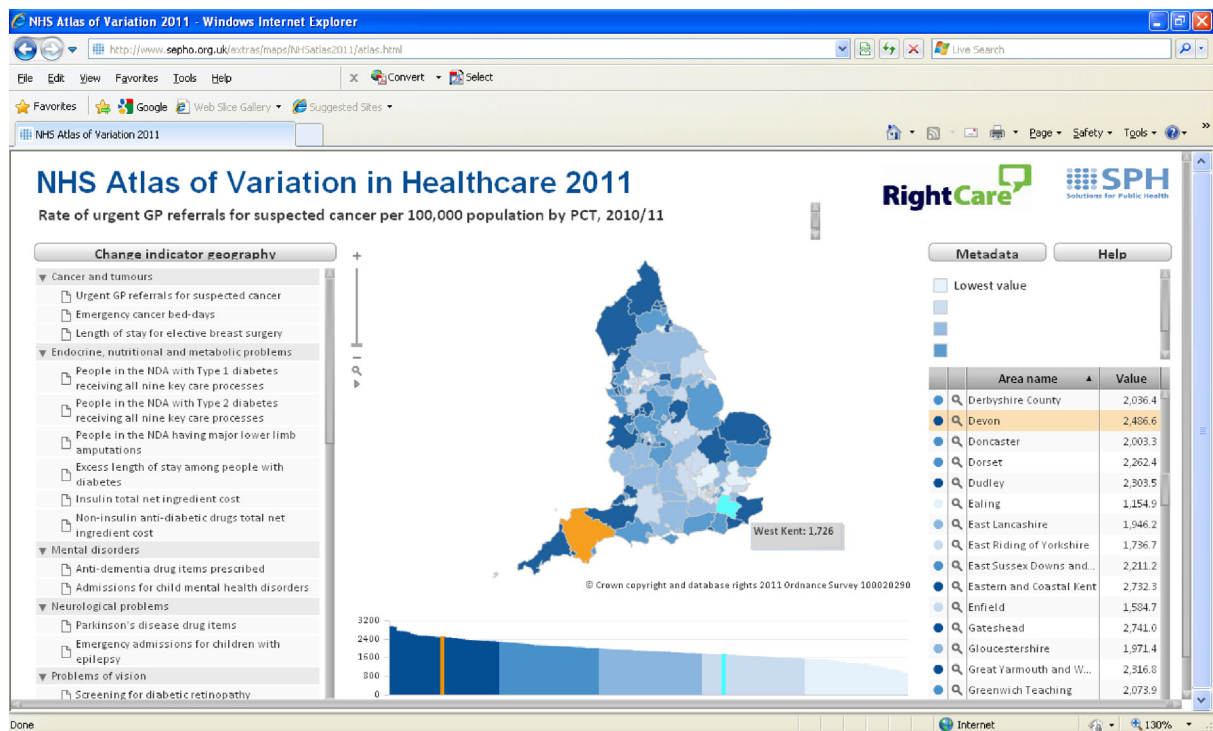 NHS Atlas of Variation 2011 - Windows Internet Explorer
http://www.sepho.org.uk/extras/maps/NHSatlas2011/atlas.html
Live Search
File Edit View Favorites Tools Help
x Convert Select
Favorites Google Web Slice Gallery Suggested Sites
NHS Atlas of Variation 2011
Page Safety Tools »
NHS Atlas of Variation in Healthcare 2011
RightCare
SPH
Solutions for Public Health
Rate of urgent GP referrals for suspected cancer per 100,000 population by PCT, 2010/11
Change indicator geography
Cancer and tumours
Urgent GP referrals for suspected cancer
Emergency cancer bed-days
Length of stay for elective breast surgery
Endocrine, nutritional and metabolic problems
People in the NDA with Type 1 diabetes
receiving all nine key care processes
People in the NDA with Type 2 diabetes
receiving all nine key care processes
People in the NDA having major lower limb
amputations
Excess length of stay among people with
diabetes
Insulin total net ingredient cost
Non-insulin anti-diabetic drugs total net
ingredient cost
Mental disorders
Anti-dementia drug items prescribed
Admissions for child mental health disorders
Neurological problems
Parkinson's disease drug items
Emergency admissions for children with
epilepsy
Problems of vision
Screening for diabetic retinopathy
+
−
West Kent: 1,726
© Crown copyright and database rights 2011 Ordnance Survey 100020290
3200
2400
1600
800
0
Metadata Help
Lowest value
Area name Value
Derbyshire County 2,036.4
Devon 2,486.6
Doncaster 2,003.3
Dorset 2,262.4
Dudley 2,303.5
Ealing 1,154.9
East Lancashire 1,946.2
East Riding of Yorkshire 1,736.7
East Sussex Downs and... 2,211.2
Eastern and Coastal Kent 2,732.3
Enfield 1,584.7
Gateshead 2,741.0
Gloucestershire 1,971.4
Great Yarmouth and W... 2,316.8
Greenwich Teaching 2,073.9
Done Internet 130%